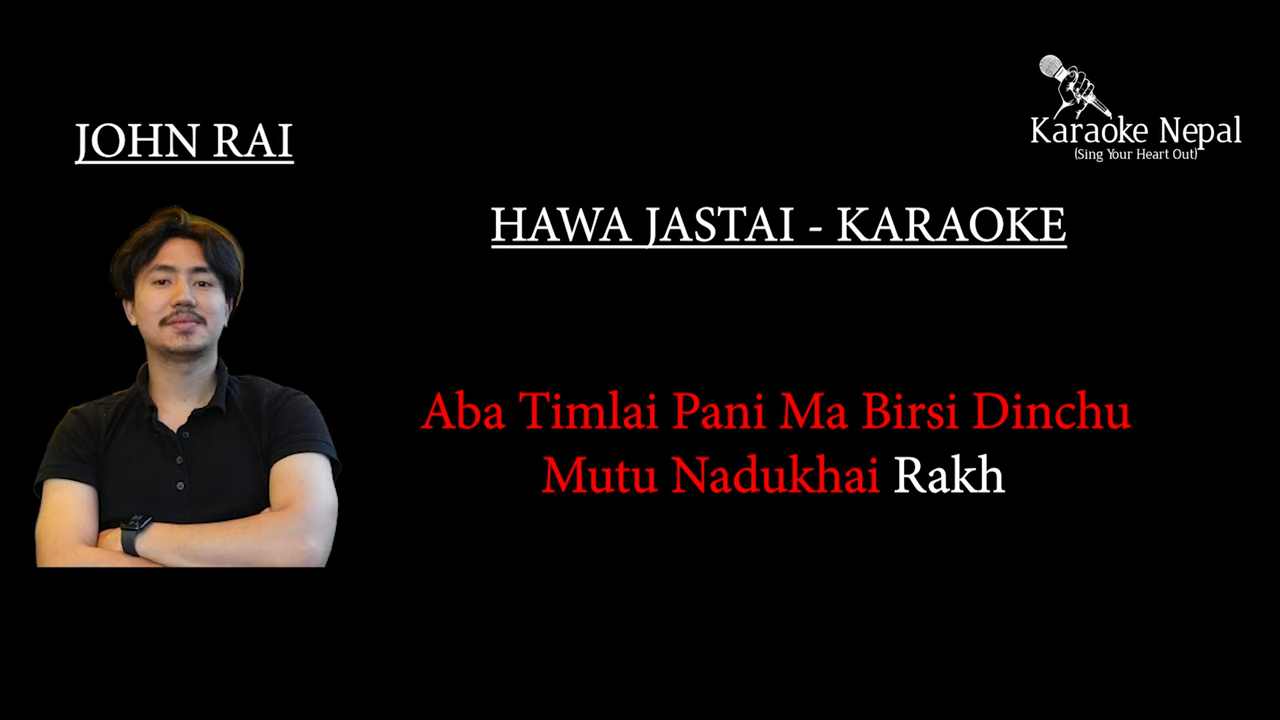 JOHN RAI
Karaoke Nepal
(Sing Your Heart Out)
HAWA JASTAI - KARAOKE
Aba Timlai Pani Ma Birsi Dinchu
Mutu Nadukhai Rakh